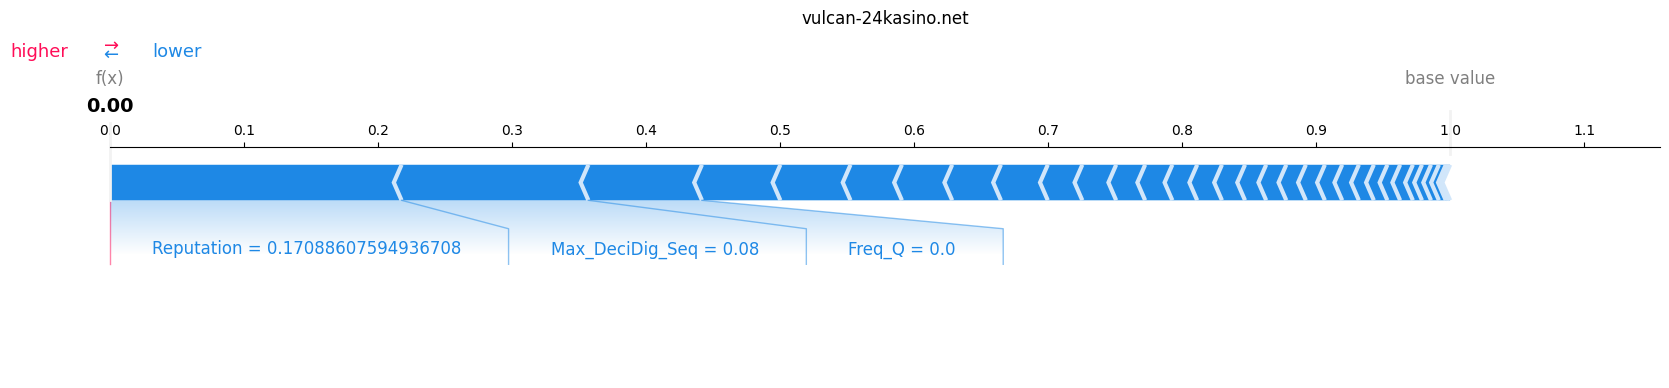 vulcan-24kasino.net
higher ⇄ lower
f(x) base value
0.00
0.0 0.1 0.2 0.3 0.4 0.5 0.6 0.7 0.8 0.9 1.0 1.1
Reputation = 0.17088607594936708 Max_DeciDig_Seq = 0.08 Freq_Q = 0.0